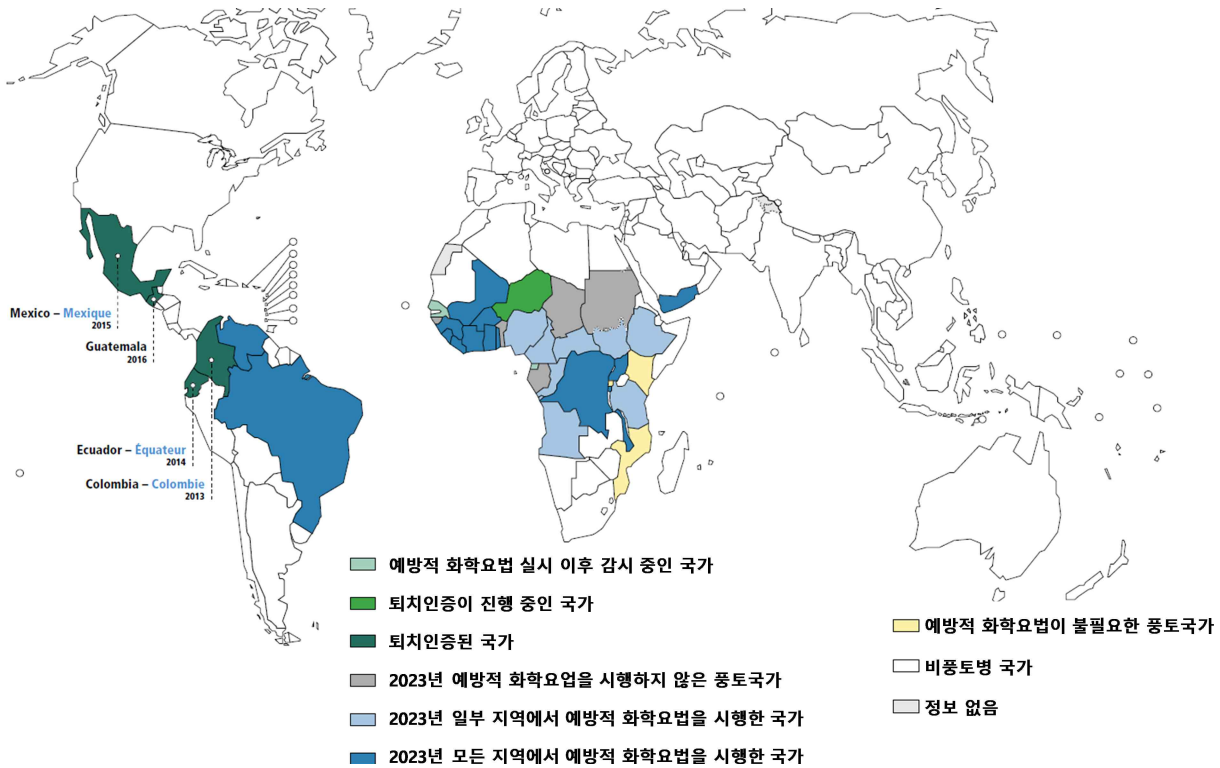 Mexico – Mexique
2015
Guatemala
2016
Ecuador – Équateur
2014
Colombia – Colombie
2013
예방적 화학요법 실시 이후 감시 중인 국가
퇴치인증이 진행 중인 국가
퇴치인증된 국가
2023년 예방적 화학요업을 시행하지 않은 풍토국가
2023년 일부 지역에서 예방적 화학요법을 시행한 국가
2023년 모든 지역에서 예방적 화학요법을 시행한 국가
예방적 화학요법이 불필요한 풍토국가
비풍토병 국가
정보 없음